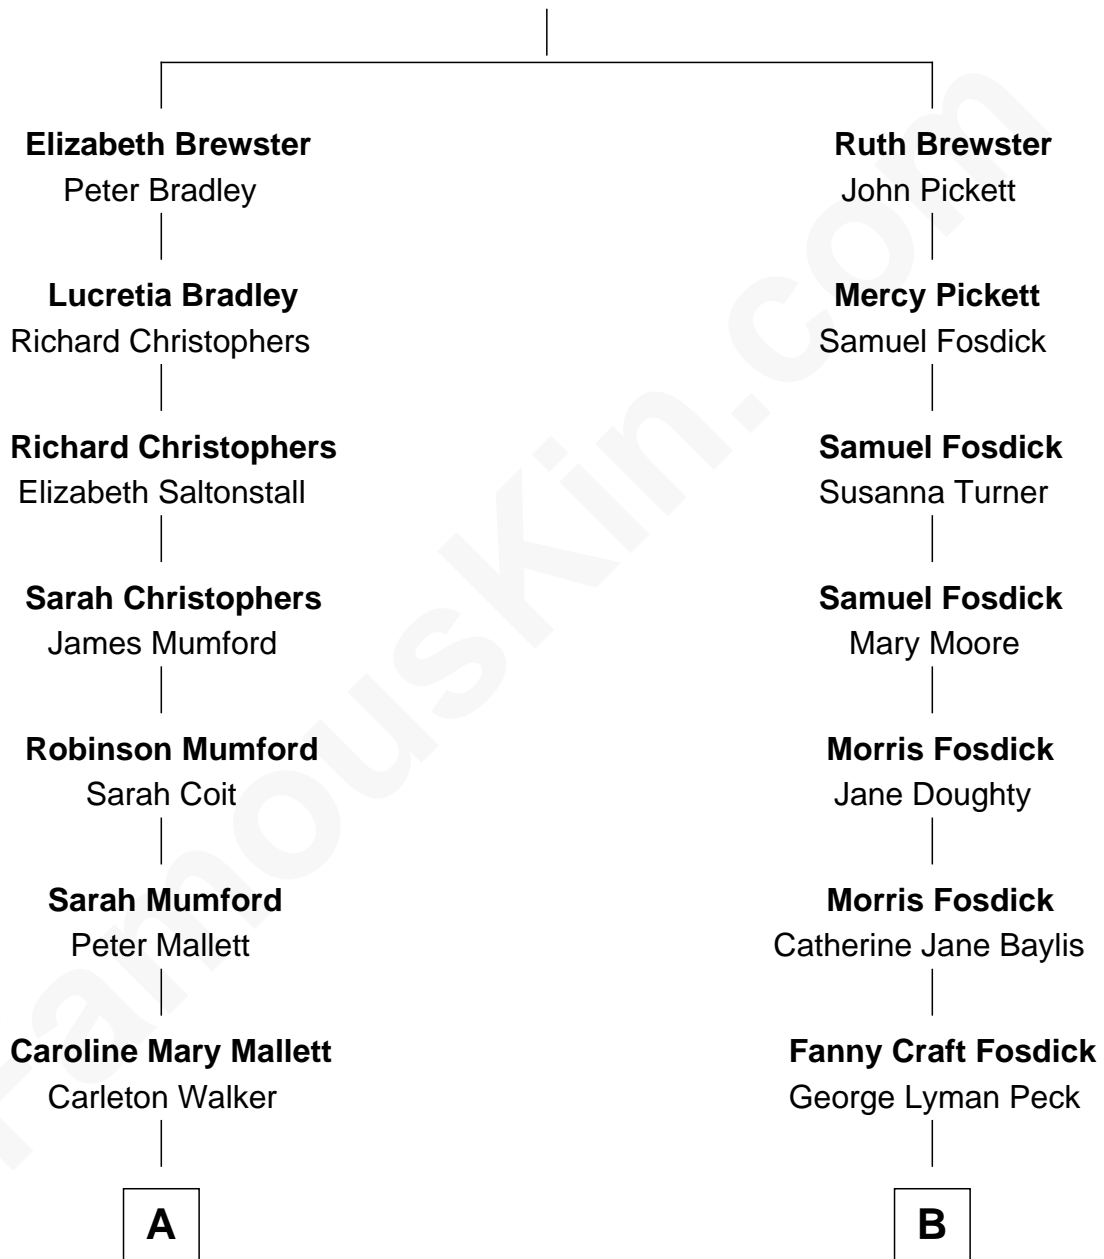 Elizabeth Brewster
Peter Bradley
Lucretia Bradley
Richard Christophers
Richard Christophers
Elizabeth Saltonstall
Sarah Christophers
James Mumford
Robinson Mumford
Sarah Coit
Sarah Mumford
Peter Mallett
Caroline Mary Mallett
Carleton Walker
A
Ruth Brewster
John Pickett
Mercy Pickett
Samuel Fosdick
Samuel Fosdick
Susanna Turner
Samuel Fosdick
Mary Moore
Morris Fosdick
Jane Doughty
Morris Fosdick
Catherine Jane Baylis
Fanny Craft Fosdick
George Lyman Peck
B
FamousKin.com